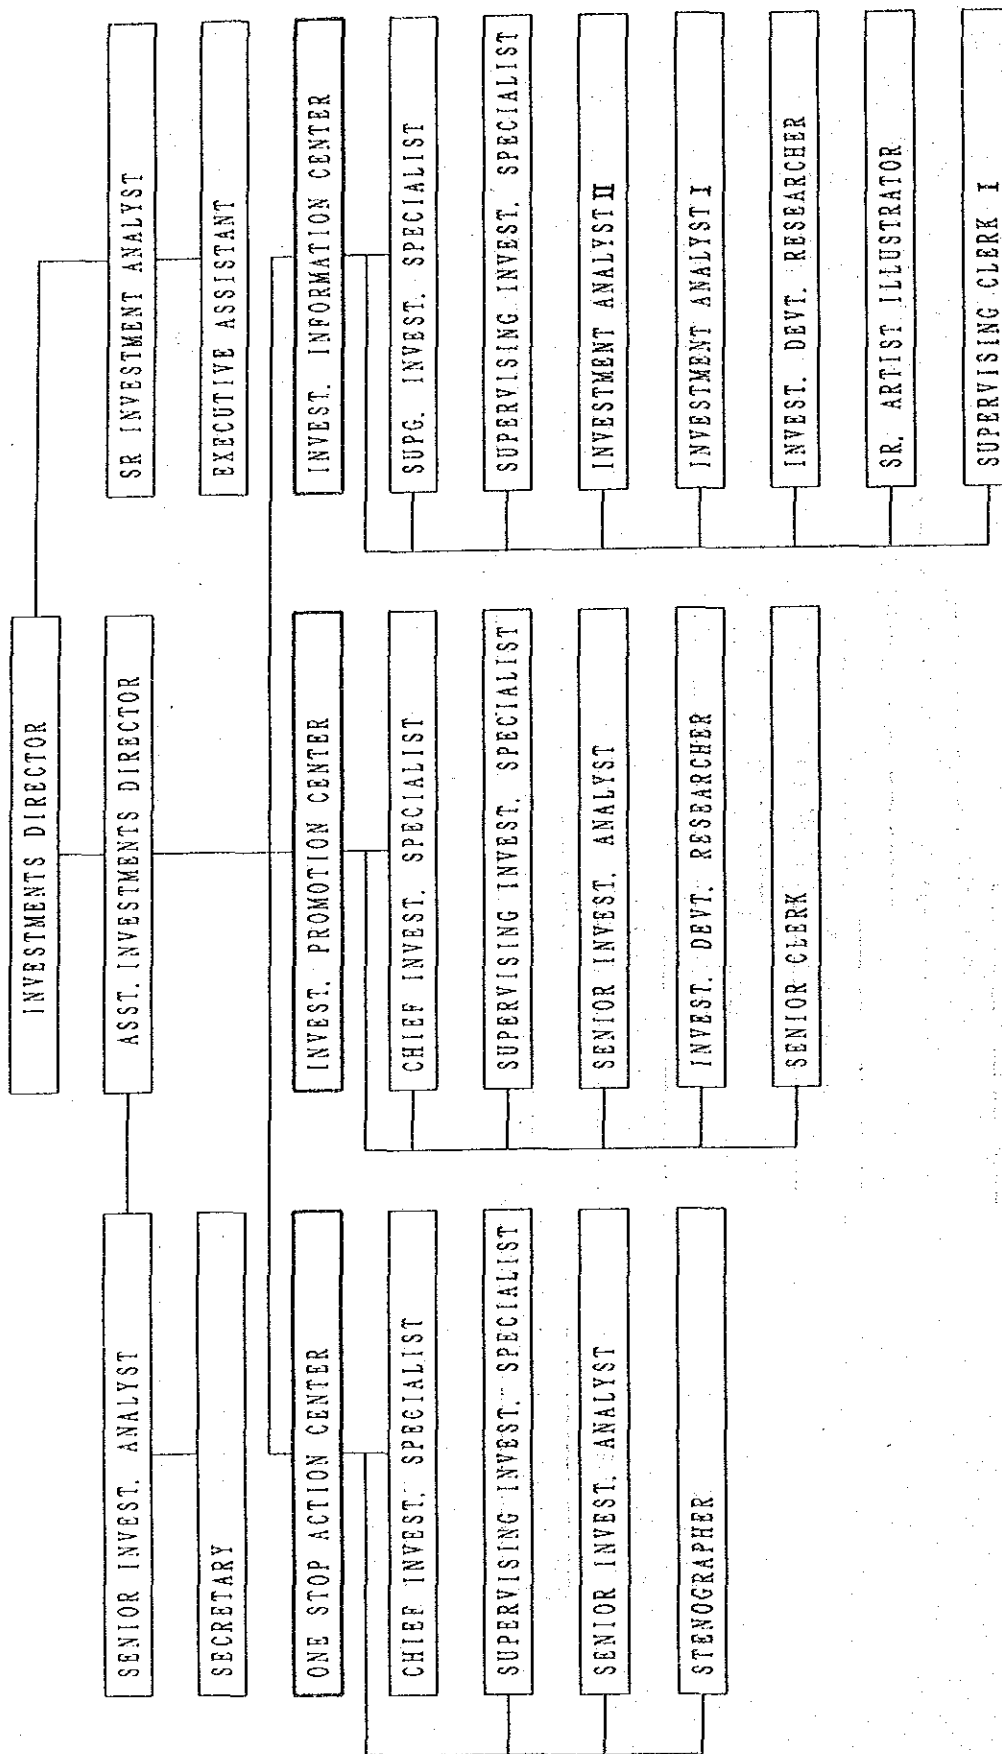 INVESTMENTS DIRECTOR
ASST. INVESTMENTS DIRECTOR
SENIOR INVEST. ANALYST
SECRETARY
SR INVESTMENT ANALYST
EXECUTIVE ASSISTANT
ONE STOP ACTION CENTER
CHIEF INVEST. SPECIALIST
SUPERVISING INVEST. SPECIALIST
SENIOR INVEST. ANALYST
STENOGRAPHER
INVEST. PROMOTION CENTER
CHIEF INVEST. SPECIALIST
SUPERVISING INVEST. SPECIALIST
SENIOR INVEST. ANALYST
INVEST. DEVT. RESEARCHER
SENIOR CLERK
INVEST. INFORMATION CENTER
SUPG. INVEST. SPECIALIST
SUPERVISING INVEST. SPECIALIST
INVESTMENT ANALYST II
INVESTMENT ANALYST I
INVEST. DEVT. RESEARCHER
SR. ARTIST ILLUSTRATOR
SUPERVISING CLERK I